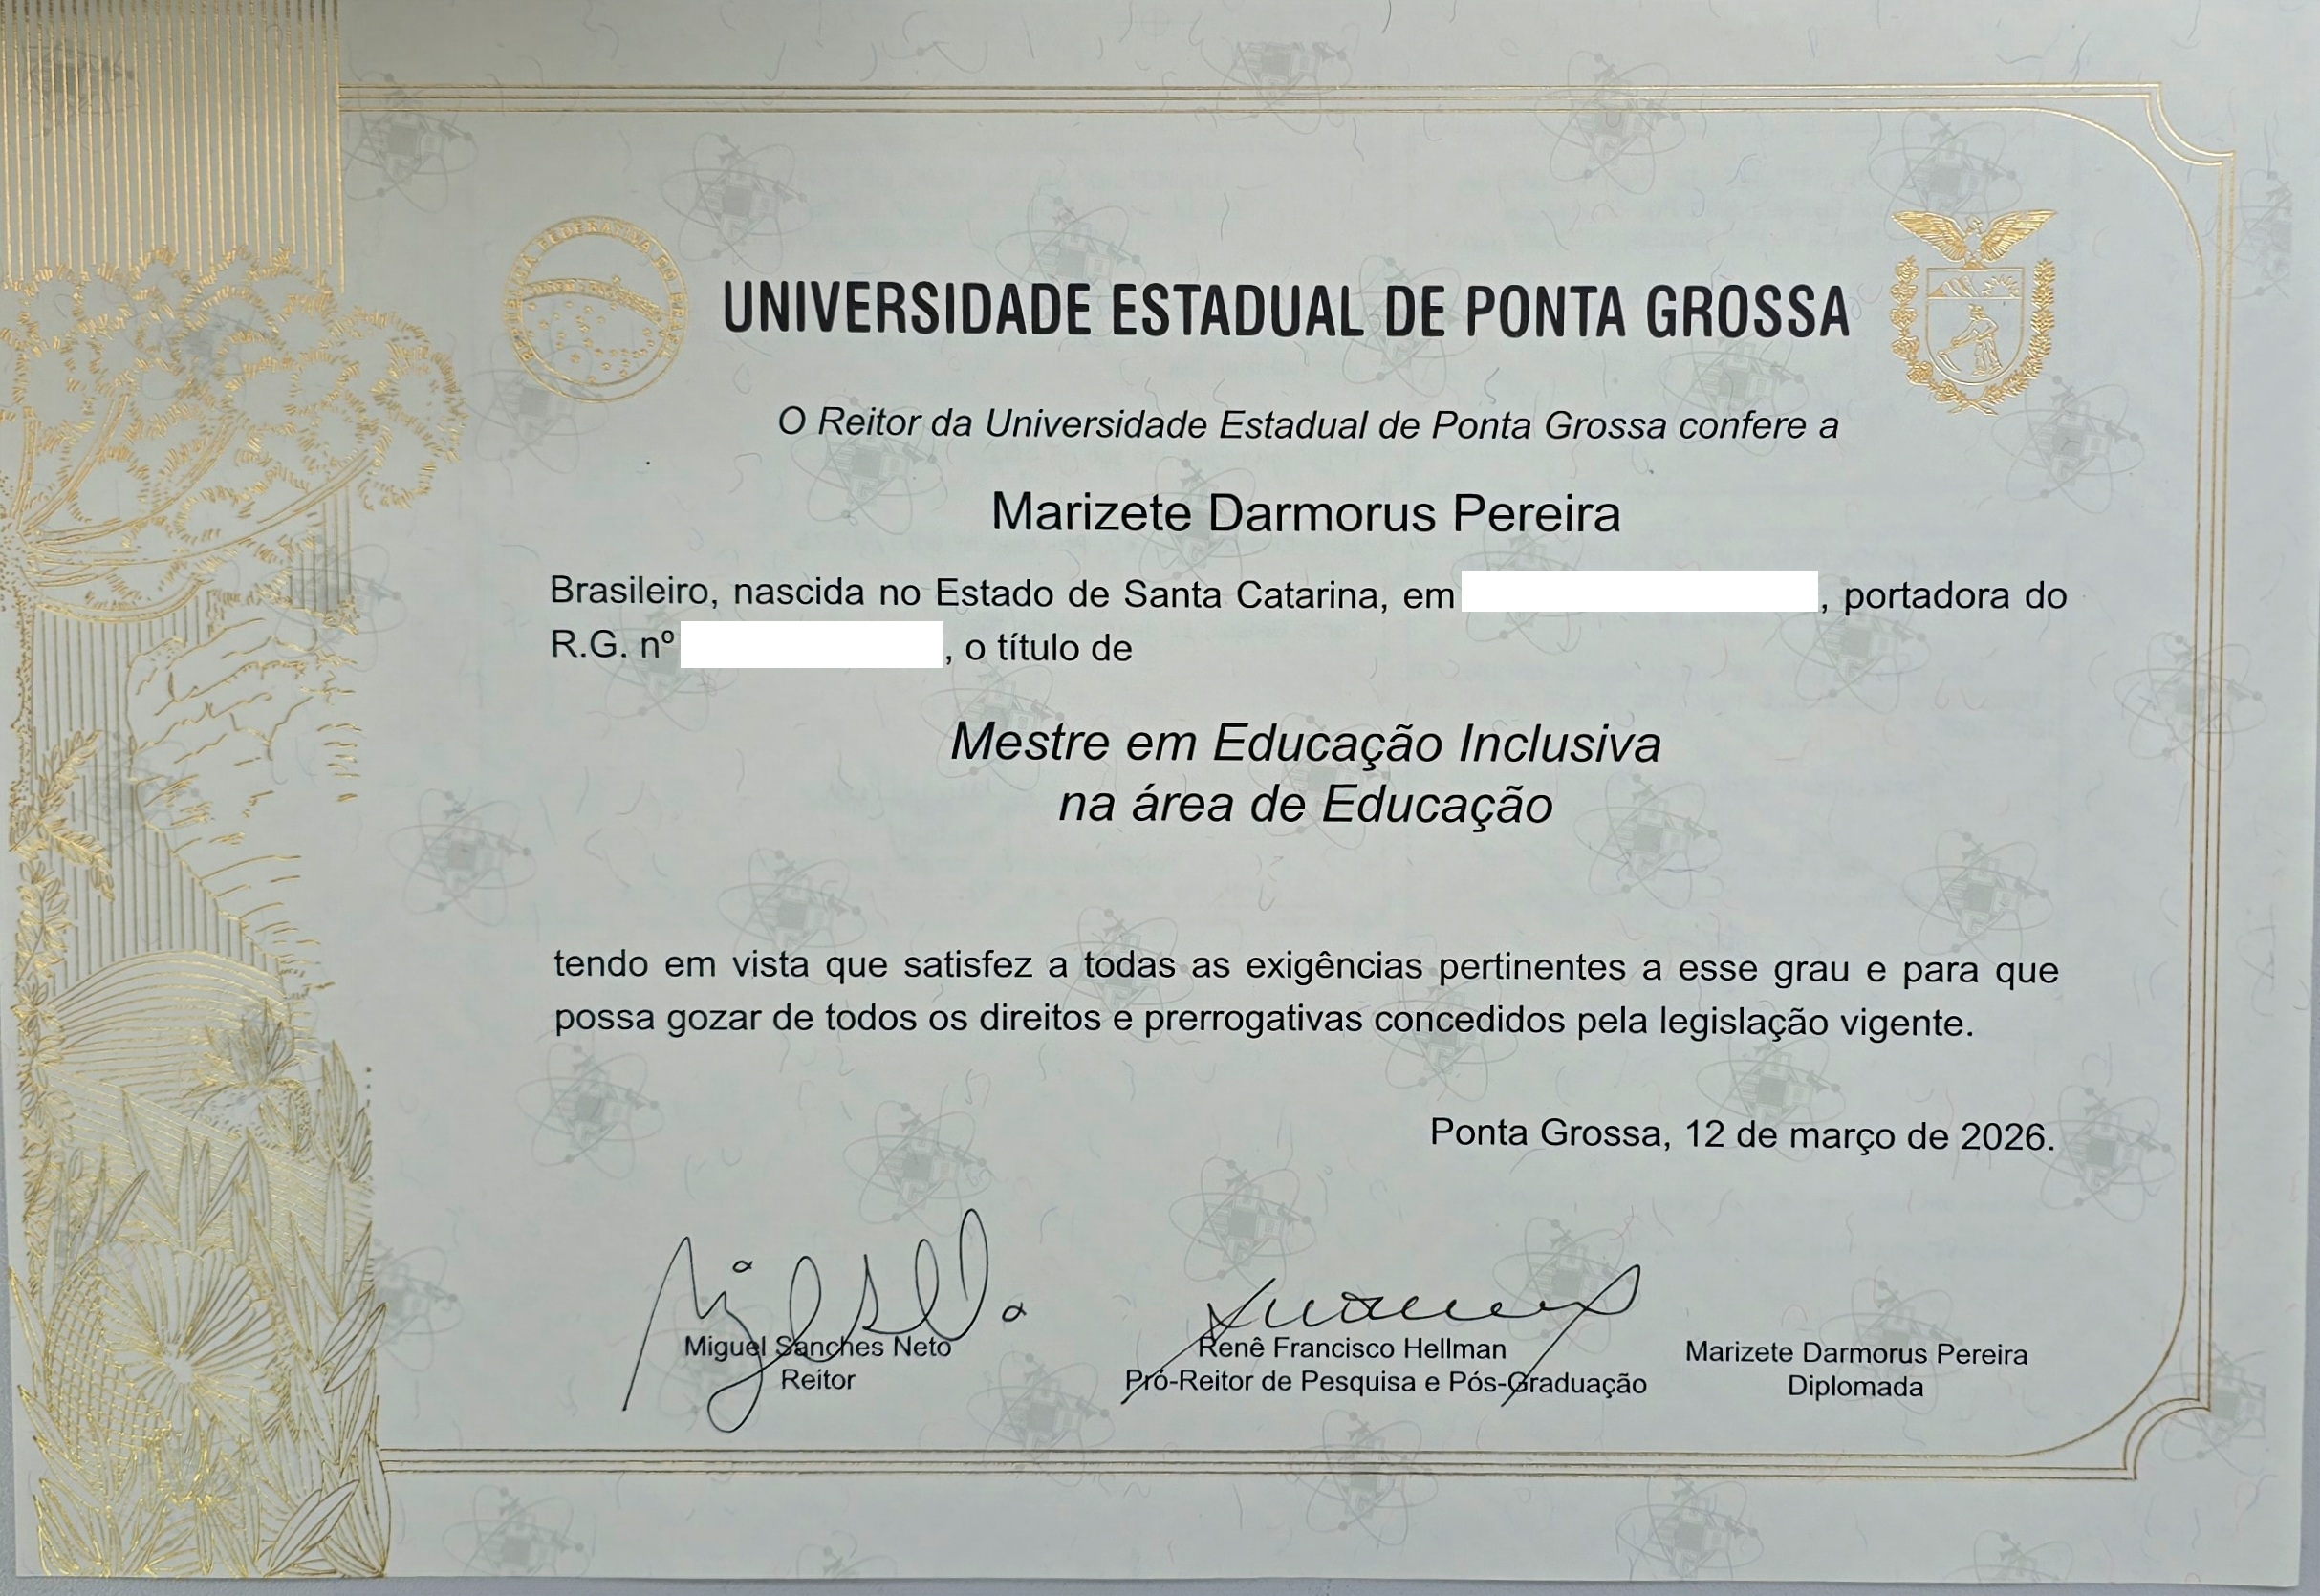 REPÚBLICA FEDERATIVA DO BRASIL
UNIVERSIDADE ESTADUAL DE PONTA GROSSA
O Reitor da Universidade Estadual de Ponta Grossa confere a
Marizete Darmorus Pereira
Brasileiro, nascida no Estado de Santa Catarina, em , portadora do
R.G. nº , o título de
Mestre em Educação Inclusiva
na área de Educação
tendo em vista que satisfez a todas as exigências pertinentes a esse grau e para que
possa gozar de todos os direitos e prerrogativas concedidos pela legislação vigente.
Ponta Grossa, 12 de março de 2026.
Miguel Sanches Neto
Reitor
Renê Francisco Hellman
Pró-Reitor de Pesquisa e Pós-Graduação
Marizete Darmorus Pereira
Diplomada